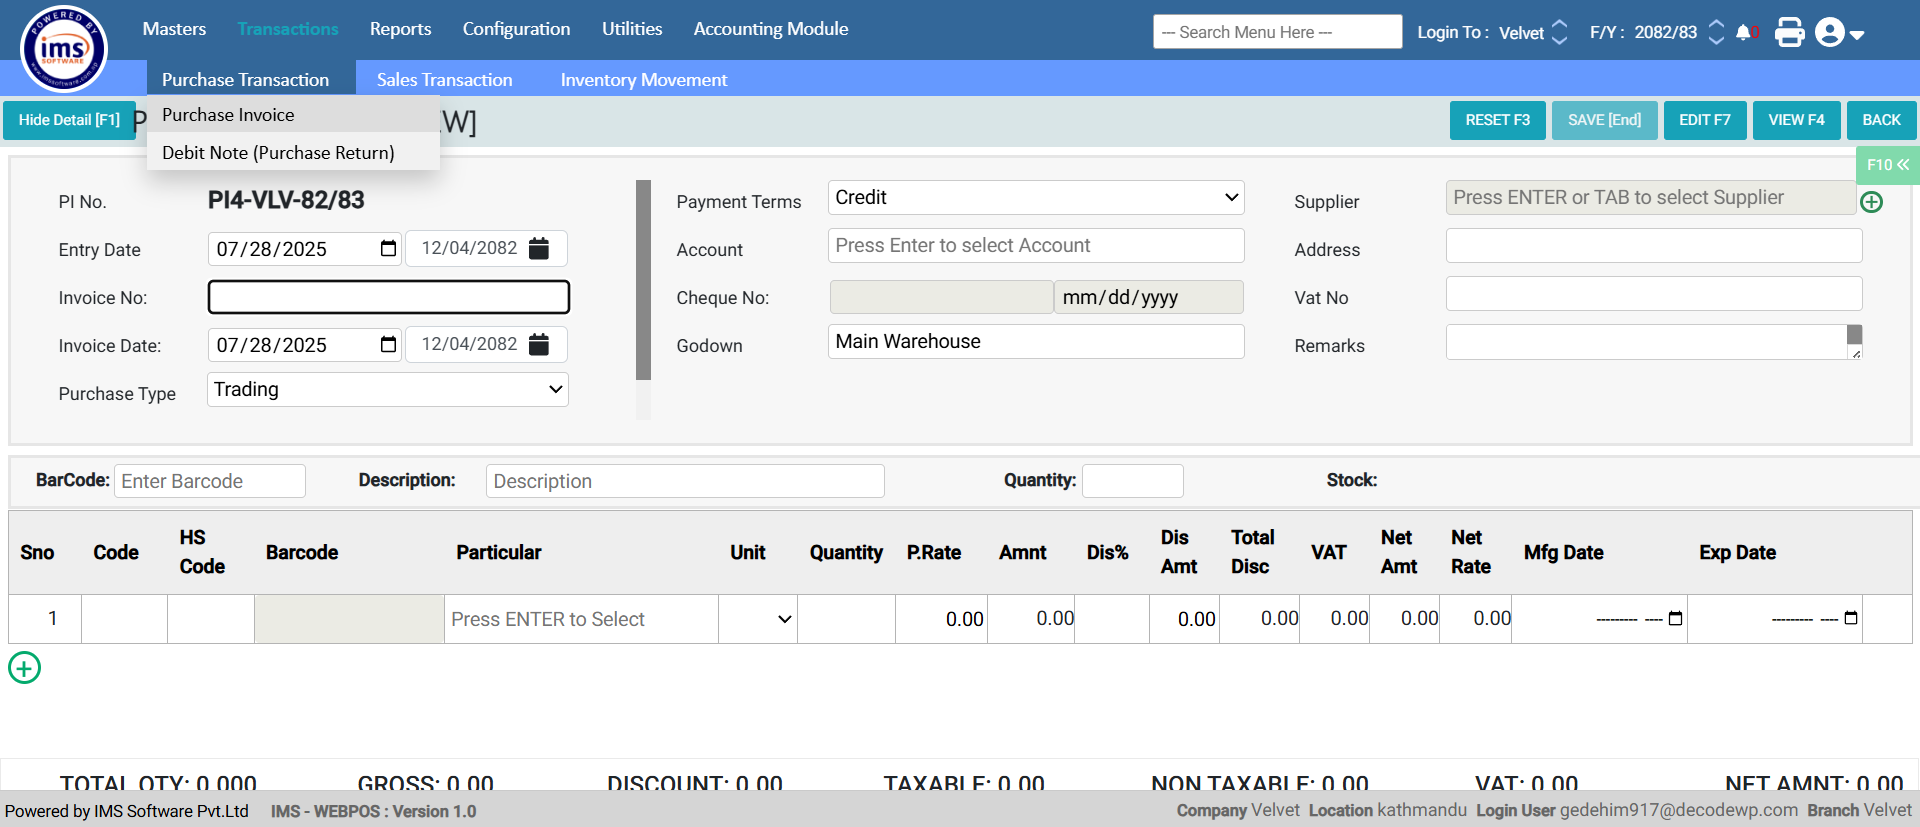 POWERED BY
ims
SOFTWARE
www.imssoftware.com.np
Masters Transactions Reports Configuration Utilities Accounting Module
--- Search Menu Here --- Login To : Velvet F/Y : 2082/83 0
Purchase Transaction Sales Transaction Inventory Movement
Hide Detail [F1] P EW]
Purchase Invoice
Debit Note (Purchase Return)
RESET F3 SAVE [End] EDIT F7 VIEW F4 BACK
F10 «
PI No. PI4-VLV-82/83 Payment Terms Credit Supplier Press ENTER or TAB to select Supplier
Entry Date 07/28/2025 12/04/2082 Account Press Enter to select Account Address
Invoice No: Cheque No: mm/dd/yyyy Vat No
Invoice Date: 07/28/2025 12/04/2082 Godown Main Warehouse Remarks
Purchase Type Trading
BarCode: Enter Barcode Description: Description Quantity: Stock:
Sno Code HS Code Barcode Particular Unit Quantity P.Rate Amnt Dis% Dis Amt Total Disc VAT Net Amt Net Rate Mfg Date Exp Date
1 Press ENTER to Select 0.00 0.00 0.00 0.00 0.00 0.00 0.00 --------- ---- --------- ----
TOTAL QTY: 0.000 GROSS: 0.00 DISCOUNT: 0.00 TAXABLE: 0.00 NON TAXABLE: 0.00 VAT: 0.00 NET AMNT: 0.00
Powered by IMS Software Pvt.Ltd IMS - WEBPOS : Version 1.0 Company Velvet Location kathmandu Login User gedehim917@decodewp.com Branch Velvet